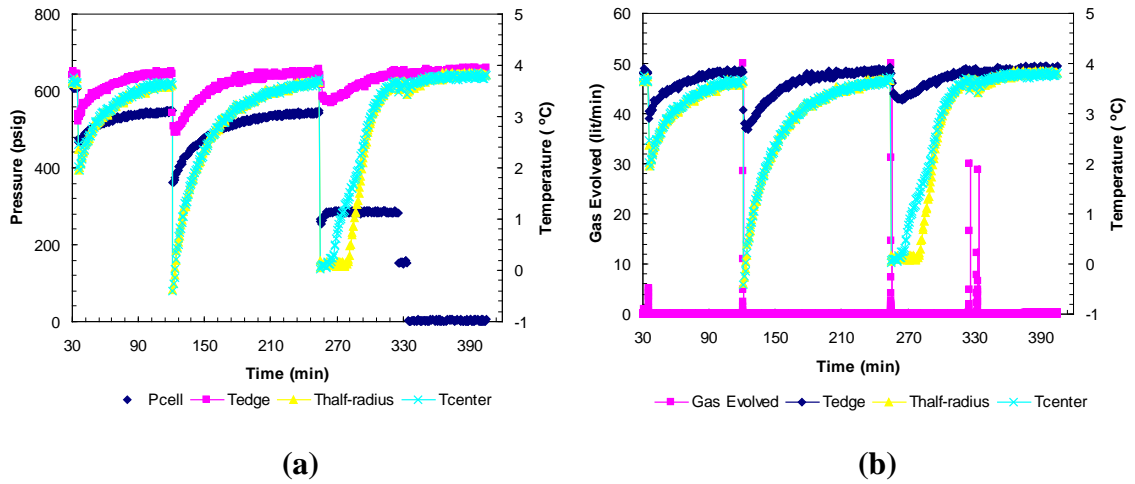 800
600
400
200
0
Pressure (psig)
5
4
3
2
1
0
-1
Temperature ( °C)
30 90 150 210 270 330 390
Time (min)
Pcell Tedge Thalf-radius Tcenter
(a)
60
50
40
30
20
10
0
Gas Evolved (lit/min)
5
4
3
2
1
0
-1
Temperature ( °C)
30 90 150 210 270 330 390
Time (min)
Gas Evolved Tedge Thalf-radius Tcenter
(b)